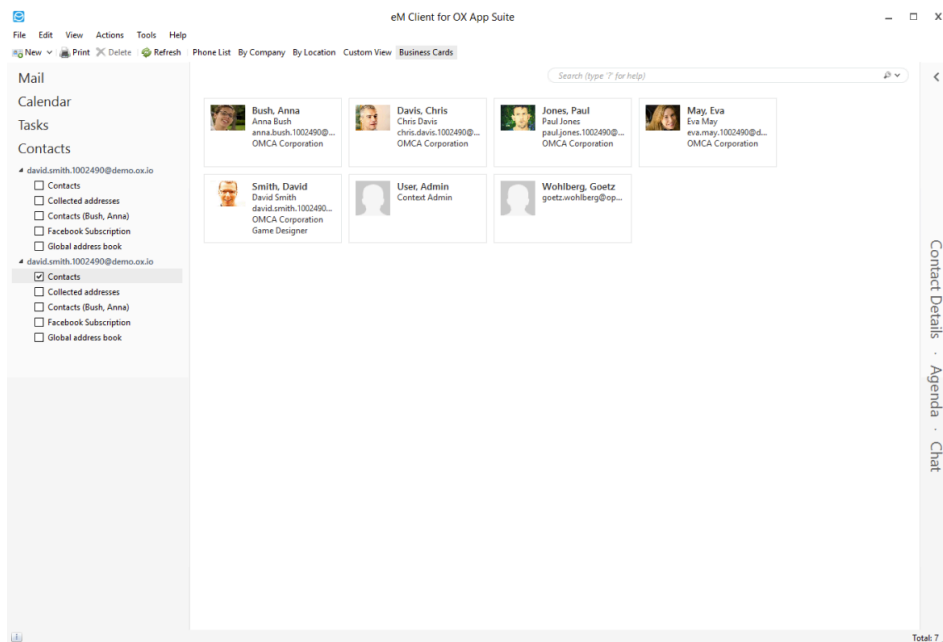 eM Client for OX App Suite
File Edit View Actions Tools Help
New Print Delete Refresh Phone List By Company By Location Custom View Business Cards
Mail
Calendar
Tasks
Contacts
david.smith.1002490@demo.ox.io
Contacts
Collected addresses
Contacts (Bush, Anna)
Facebook Subscription
Global address book
david.smith.1002490@demo.ox.io
Contacts
Collected addresses
Contacts (Bush, Anna)
Facebook Subscription
Global address book
Search (type '?' for help)
Bush, Anna
Anna Bush
anna.bush.1002490@...
OMCA Corporation
Davis, Chris
Chris Davis
chris.davis.1002490@...
OMCA Corporation
Jones, Paul
Paul Jones
paul.jones.1002490@...
OMCA Corporation
May, Eva
Eva May
eva.may.1002490@d...
OMCA Corporation
Smith, David
David Smith
david.smith.1002490...
OMCA Corporation
Game Designer
User, Admin
Context Admin
Wohlberg, Goetz
goetz.wohlberg@op...
Contact Details · Agenda · Chat
Total: 7